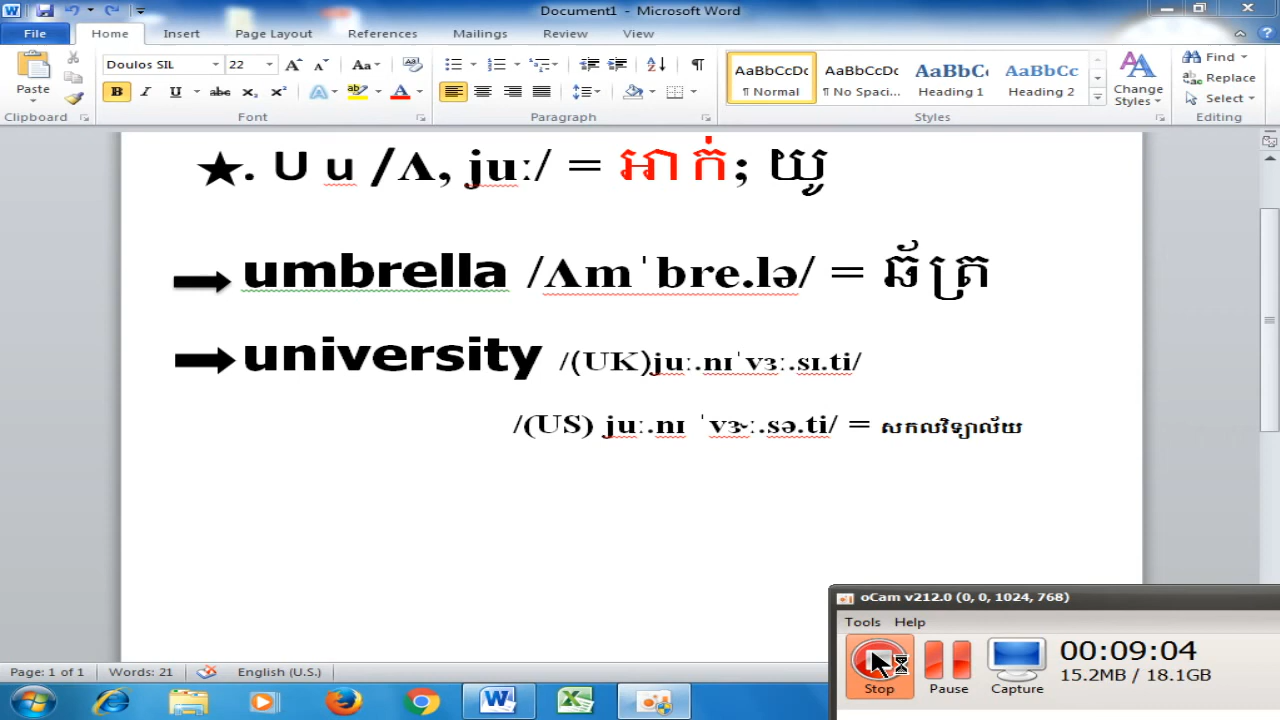 Document1 - Microsoft Word
File Home Insert Page Layout References Mailings Review View
Doulos SIL 22 Aa
Paste
AaBbCcDc AaBbCcDc AaBbC AaBbCc
¶ Normal ¶ No Spaci... Heading 1 Heading 2
Change Styles
Find
Replace
Select
Clipboard Font Paragraph Styles Editing
★. U u /Λ, juː/ = អាក់; យូ
umbrella /Λmˈbre.lə/ = ឆ័ត្រ
university /(UK)juː.nɪˈvɜː.sɪ.ti/
/(US) juː.nɪ ˈvɝː.sə.ti/ = សកលវិទ្យាល័យ
oCam v212.0 (0, 0, 1024, 768)
Tools Help
00:09:04
15.2MB / 18.1GB
Stop Pause Capture
Page: 1 of 1 Words: 21 English (U.S.)